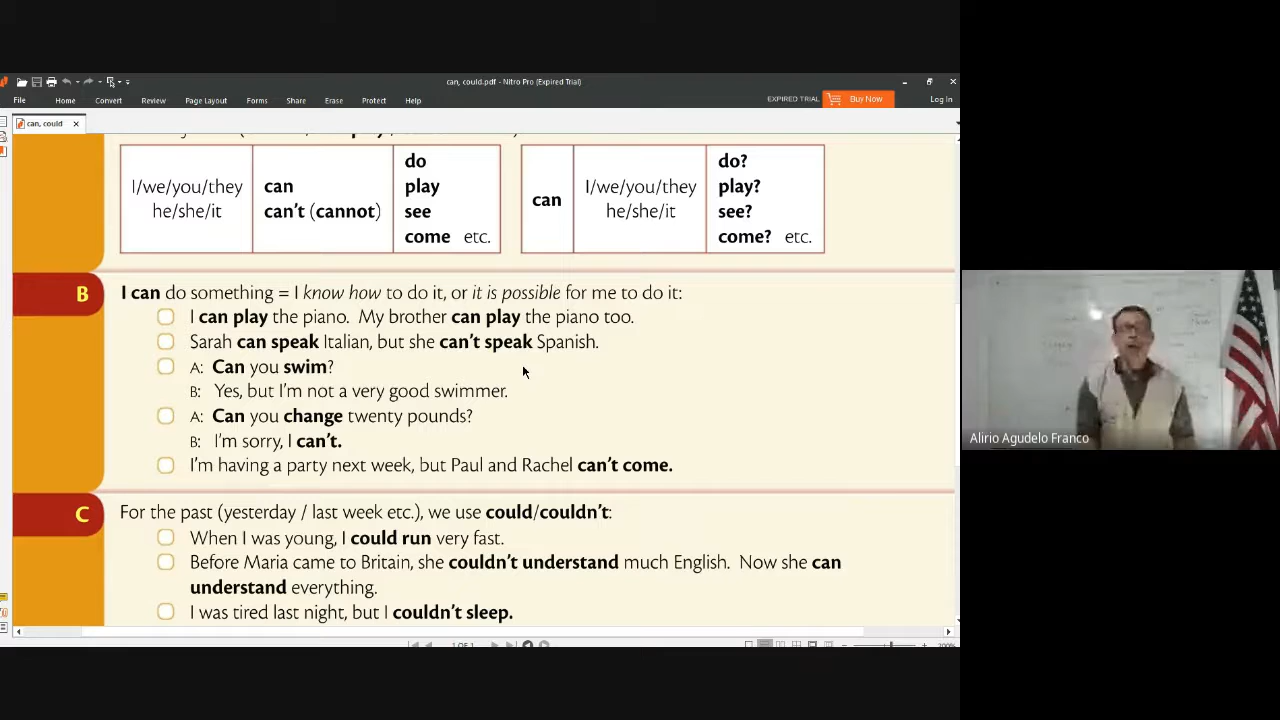 can, could.pdf - Nitro Pro (Expired Trial)
File Home Convert Review Page Layout Forms Share Erase Protect Help
EXPIRED TRIAL Buy Now Log In
can, could
I/we/you/they
he/she/it
can
can't (cannot)
do
play
see
come etc.
can
I/we/you/they
he/she/it
do?
play?
see?
come? etc.
B
I can do something = I know how to do it, or it is possible for me to do it:
I can play the piano. My brother can play the piano too.
Sarah can speak Italian, but she can't speak Spanish.
A: Can you swim?
B: Yes, but I'm not a very good swimmer.
A: Can you change twenty pounds?
B: I'm sorry, I can't.
I'm having a party next week, but Paul and Rachel can't come.
C
For the past (yesterday / last week etc.), we use could/couldn't:
When I was young, I could run very fast.
Before Maria came to Britain, she couldn't understand much English. Now she can
understand everything.
I was tired last night, but I couldn't sleep.
1 OF 1
200%
Alirio Agudelo Franco